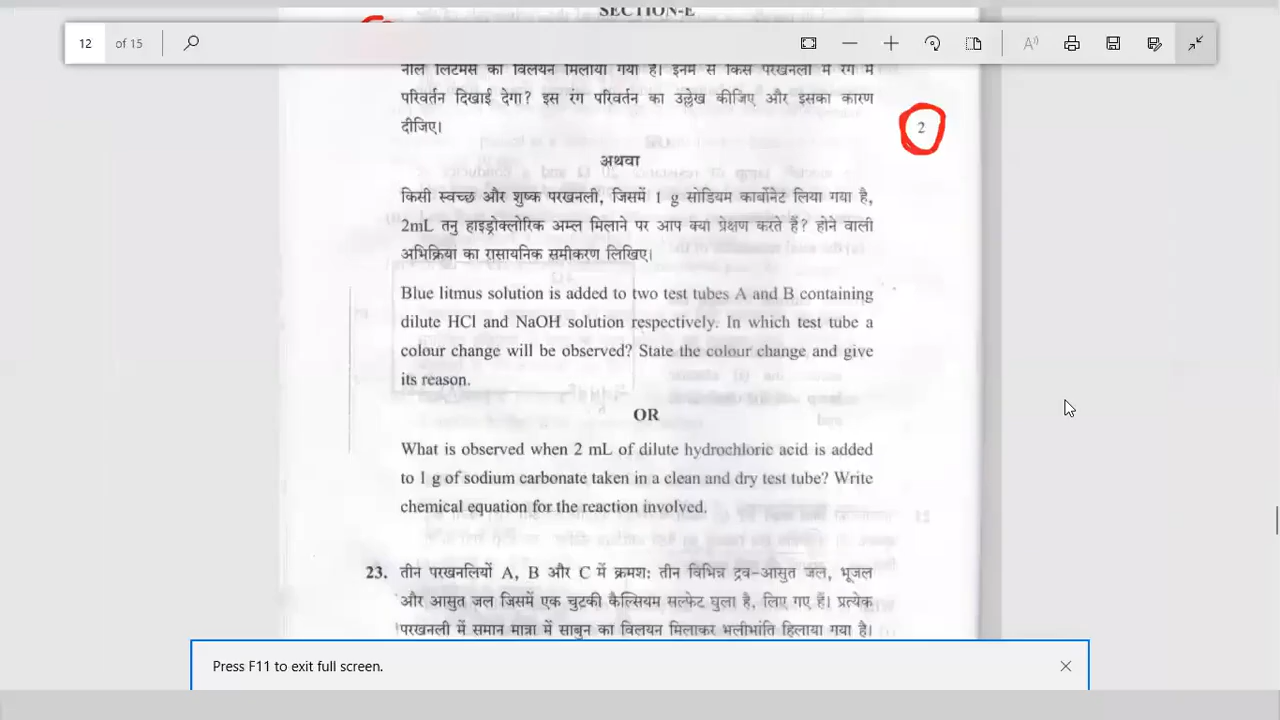 SECTION-E
12 of 15
नीले लिटमस का विलयन मिलाया गया है। इनमें से किस परखनली में रंग में
परिवर्तन दिखाई देगा? इस रंग परिवर्तन का उल्लेख कीजिए और इसका कारण
दीजिए।
2
अथवा
किसी स्वच्छ और शुष्क परखनली, जिसमें 1 g सोडियम कार्बोनेट लिया गया है,
2mL तनु हाइड्रोक्लोरिक अम्ल मिलाने पर आप क्या प्रेक्षण करते हैं? होने वाली
अभिक्रिया का रासायनिक समीकरण लिखिए।
Blue litmus solution is added to two test tubes A and B containing
dilute HCl and NaOH solution respectively. In which test tube a
colour change will be observed? State the colour change and give
its reason.
OR
What is observed when 2 mL of dilute hydrochloric acid is added
to 1 g of sodium carbonate taken in a clean and dry test tube? Write
chemical equation for the reaction involved.
23. तीन परखनलियों A, B और C में क्रमश: तीन विभिन्न द्रव-आसुत जल, भूजल
और आसुत जल जिसमें एक चुटकी कैल्सियम सल्फेट घुला है, लिए गए हैं। प्रत्येक
परखनली में समान मात्रा में साबुन का विलयन मिलाकर भलीभांति हिलाया गया है।
Press F11 to exit full screen.